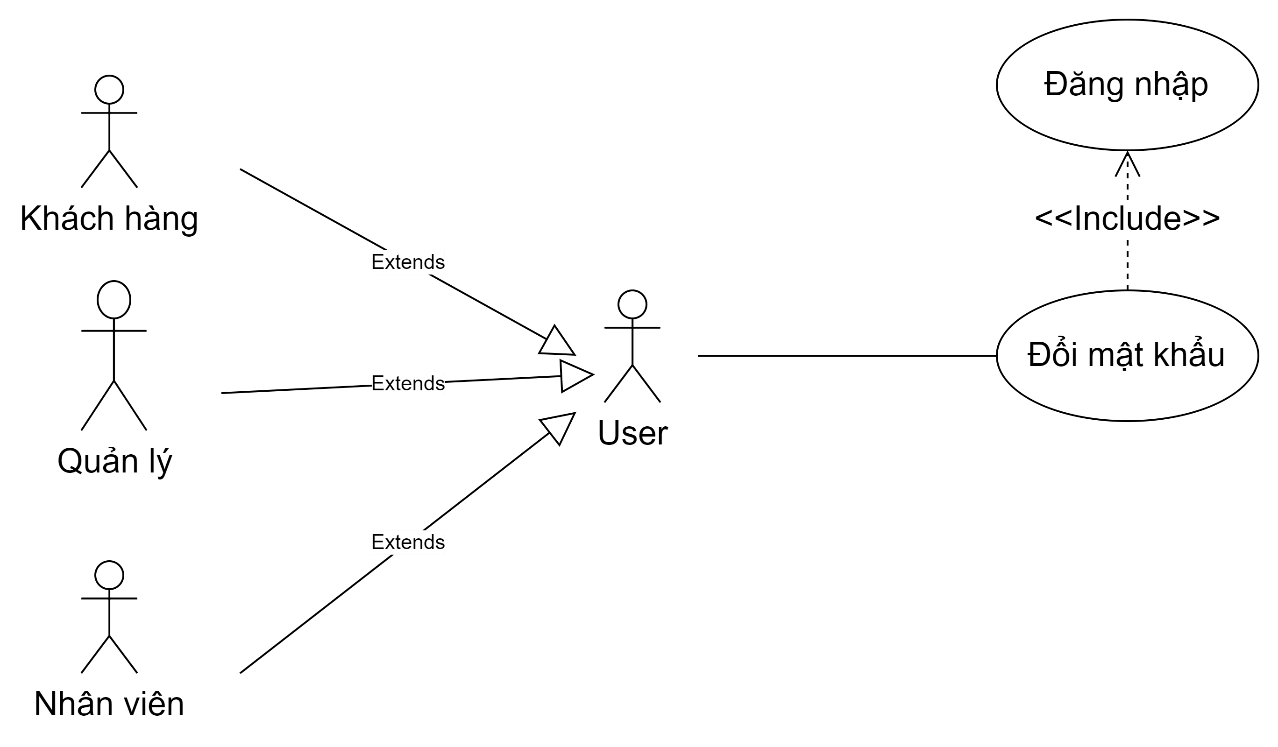 Đăng nhập
<<Include>>
Khách hàng
Extends
Đổi mật khẩu
Extends
User
Quản lý
Extends
Nhân viên